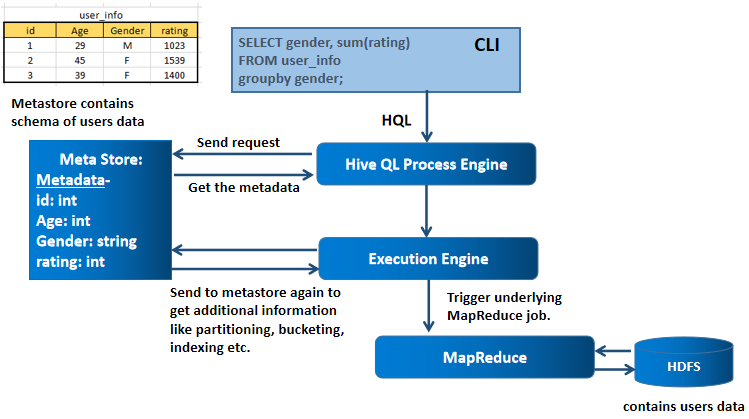 user_info
id Age Gender rating
1 29 M 1023
2 45 F 1539
3 39 F 1400
Metastore contains
schema of users data
SELECT gender, sum(rating)
FROM user_info
groupby gender;
CLI
HQL
Send request
Get the metadata
Meta Store:
Metadata-
id: int
Age: int
Gender: string
rating: int
Hive QL Process Engine
Execution Engine
Send to metastore again to
get additional information
like partitioning, bucketing,
indexing etc.
Trigger underlying
MapReduce job.
MapReduce
HDFS
contains users data